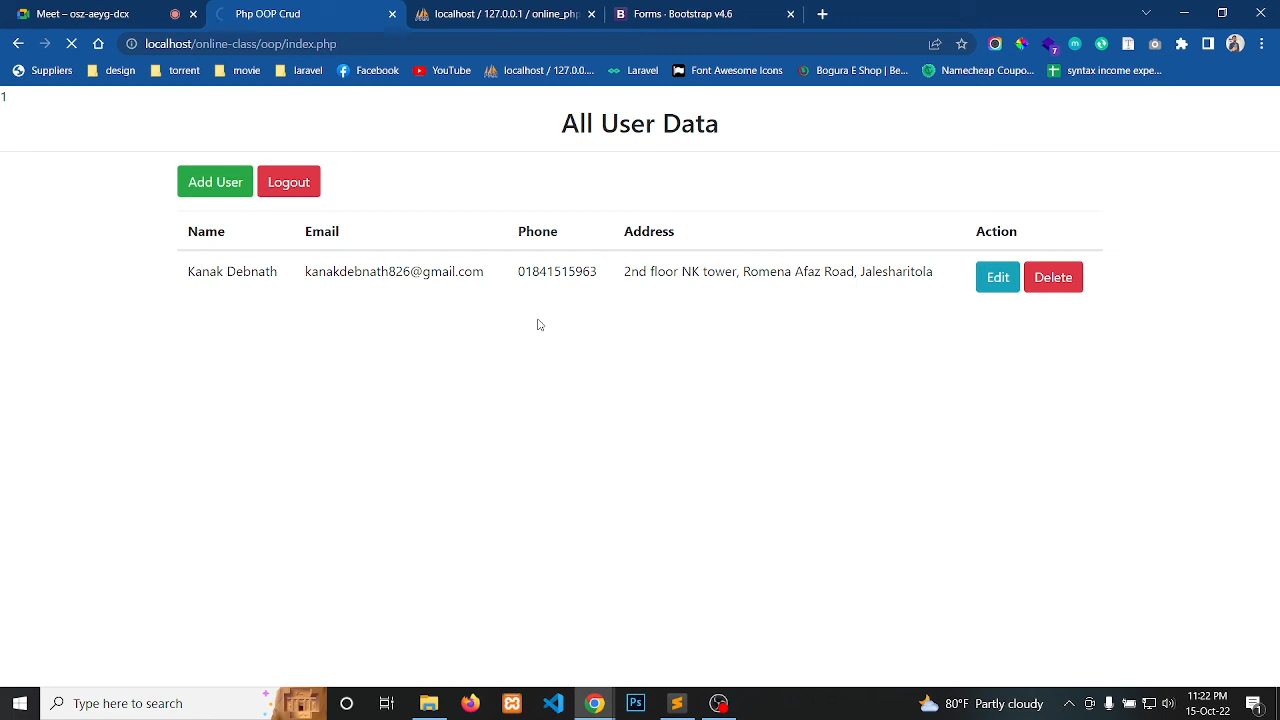 Meet – osz-aeyg-dcx
Php OOP Crud
localhost / 127.0.0.1 / online_php
Forms · Bootstrap v4.6
localhost/online-class/oop/index.php
7
m
T
Suppliers
design
torrent
movie
laravel
Facebook
YouTube
localhost / 127.0.0....
Laravel
Font Awesome Icons
Bogura E Shop | Be...
Namecheap Coupo...
syntax income expe...
1
All User Data
Add User Logout
Name Email Phone Address Action
Kanak Debnath kanakdebnath826@gmail.com 01841515963 2nd floor NK tower, Romena Afaz Road, Jalesharitola Edit Delete
Type here to search
Ps
80°F Partly cloudy
11:22 PM
15-Oct-22
1